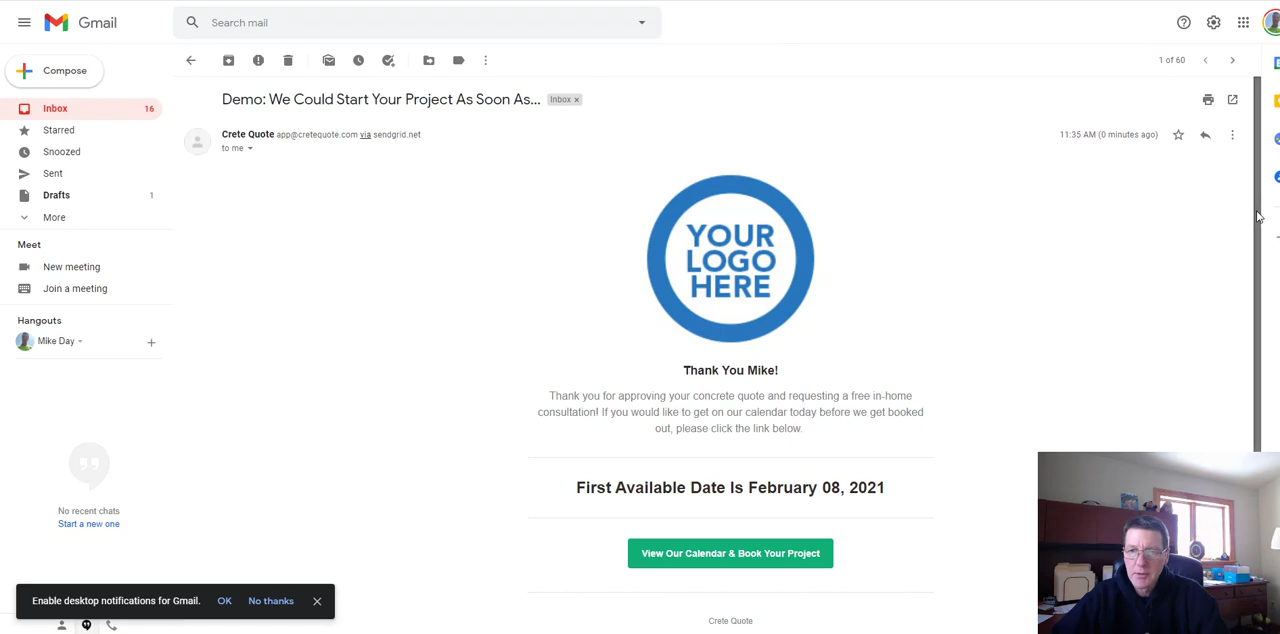 Gmail
Search mail
Compose
1 of 60
Inbox 16
Starred
Snoozed
Sent
Drafts 1
More
Meet
New meeting
Join a meeting
Hangouts
Mike Day
No recent chats
Start a new one
Demo: We Could Start Your Project As Soon As... Inbox ×
Crete Quote app@cretequote.com via sendgrid.net
11:35 AM (0 minutes ago)
to me
YOUR
LOGO
HERE
Thank You Mike!
Thank you for approving your concrete quote and requesting a free in-home
consultation! If you would like to get on our calendar today before we get booked
out, please click the link below.
First Available Date Is February 08, 2021
View Our Calendar & Book Your Project
Crete Quote
Enable desktop notifications for Gmail. OK No thanks